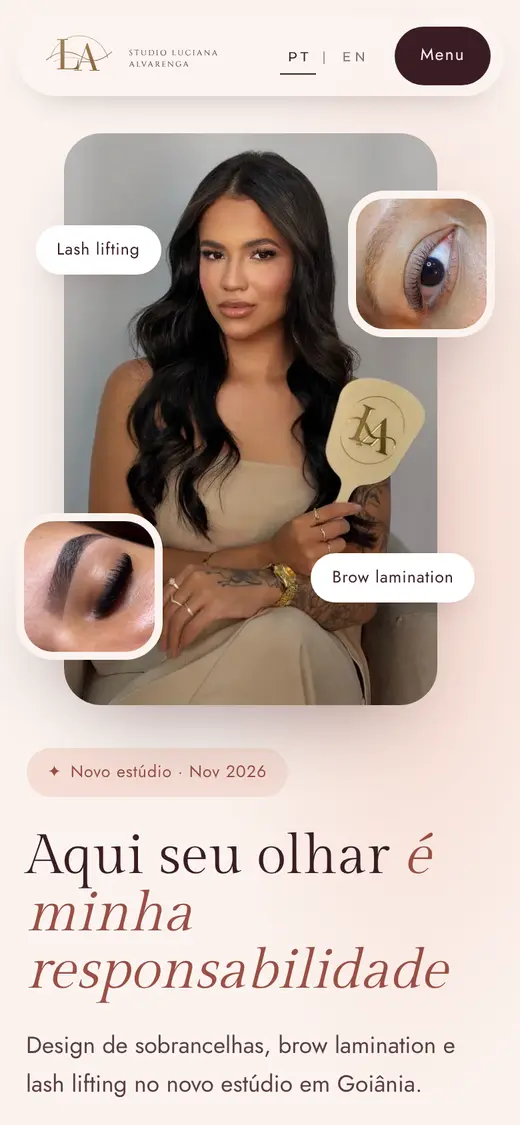 LA
STUDIO LUCIANA
ALVARENGA
PT | EN
Menu
Lash lifting
LA
Brow lamination
✦ Novo estúdio · Nov 2026
Aqui seu olhar é
minha
responsabilidade
Design de sobrancelhas, brow lamination e
lash lifting no novo estúdio em Goiânia.